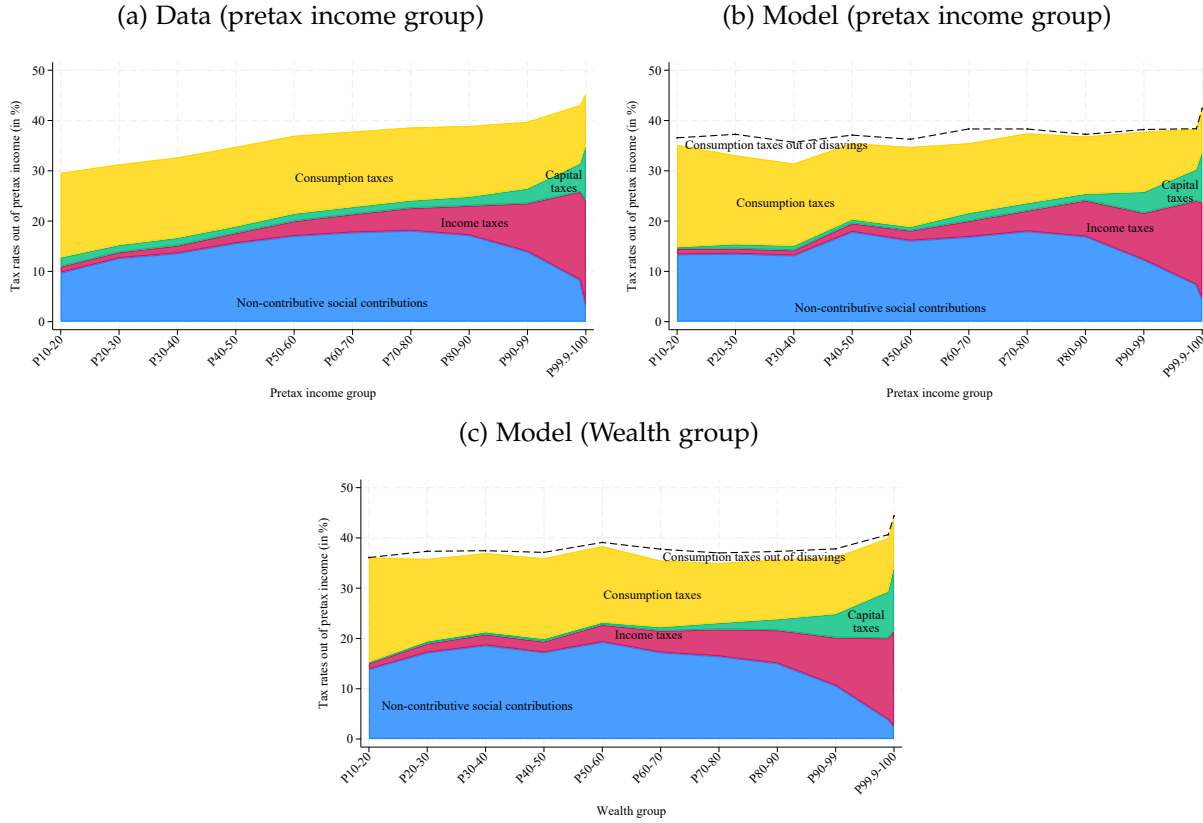 (a) Data (pretax income group)
50
40
30
20
10
0
Tax rates out of pretax income (in %)
Consumption taxes
Capital
taxes
Income taxes
Non-contributive social contributions
P10-20
P20-30
P30-40
P40-50
P50-60
P60-70
P70-80
P80-90
P90-99
P99.9-100
Pretax income group
(b) Model (pretax income group)
50
40
30
20
10
0
Tax rates out of pretax income (in %)
Consumption taxes out of disavings
Consumption taxes
Capital
taxes
Income taxes
Non-contributive social contributions
P10-20
P20-30
P30-40
P40-50
P50-60
P60-70
P70-80
P80-90
P90-99
P99.9-100
Pretax income group
(c) Model (Wealth group)
50
40
30
20
10
0
Tax rates out of pretax income (in %)
Consumption taxes out of disavings
Consumption taxes
Capital
taxes
Income taxes
Non-contributive social contributions
P10-20
P20-30
P30-40
P40-50
P50-60
P60-70
P70-80
P80-90
P90-99
P99.9-100
Wealth group